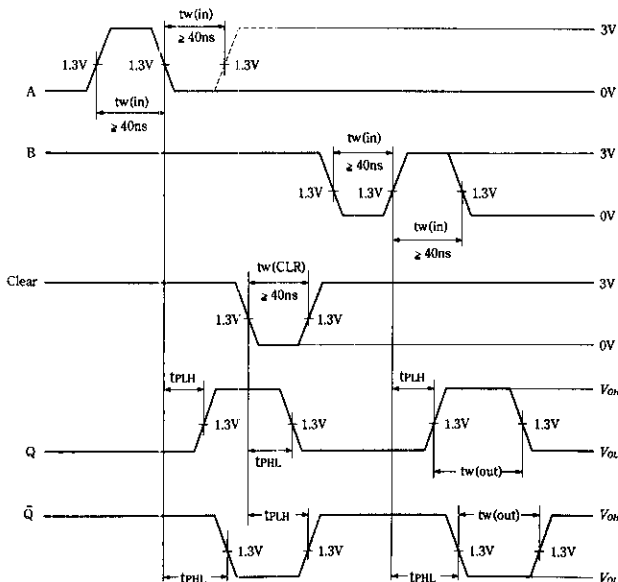 tw(in)
≧ 40ns
3V
1.3V 1.3V 1.3V
A 0V
tw(in)
≧ 40ns
tw(in)
B 3V
≧ 40ns
1.3V 1.3V 1.3V
0V
tw(in)
≧ 40ns
tw(CLR)
Clear 3V
≧ 40ns
1.3V 1.3V
0V
tPLH tPLH VOH
1.3V 1.3V 1.3V 1.3V
Q tPHL VOL
tw(out)
Q̄ tPLH tw(out) VOH
1.3V 1.3V 1.3V 1.3V
tPHL tPHL VOL